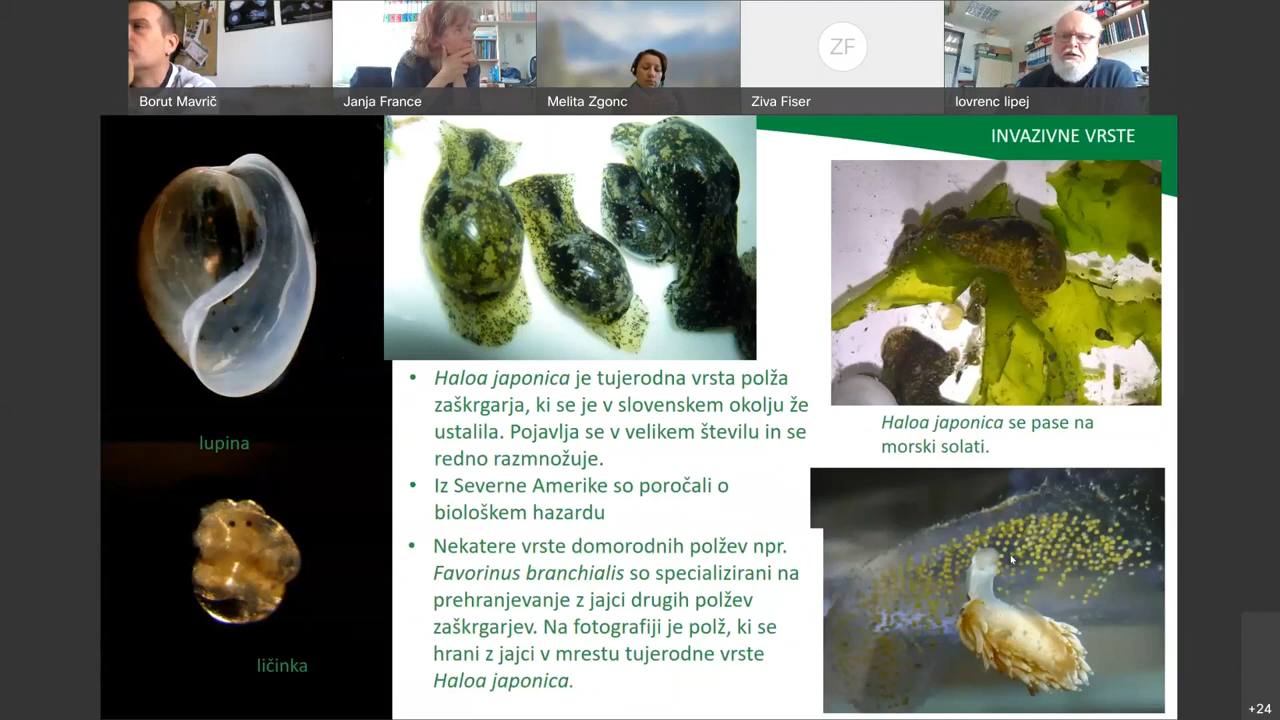 Borut Mavrič
Janja France
Melita Zgonc
ZF
Ziva Fiser
lovrenc lipej
INVAZIVNE VRSTE
lupina
ličinka
• Haloa japonica je tujerodna vrsta polža
zaškrgarja, ki se je v slovenskem okolju že
ustalila. Pojavlja se v velikem številu in se
redno razmnožuje.
• Iz Severne Amerike so poročali o
biološkem hazardu
• Nekatere vrste domorodnih polžev npr.
Favorinus branchialis so specializirani na
prehranjevanje z jajci drugih polžev
zaškrgarjev. Na fotografiji je polž, ki se
hrani z jajci v mrestu tujerodne vrste
Haloa japonica.
Haloa japonica se pase na
morski solati.
+24